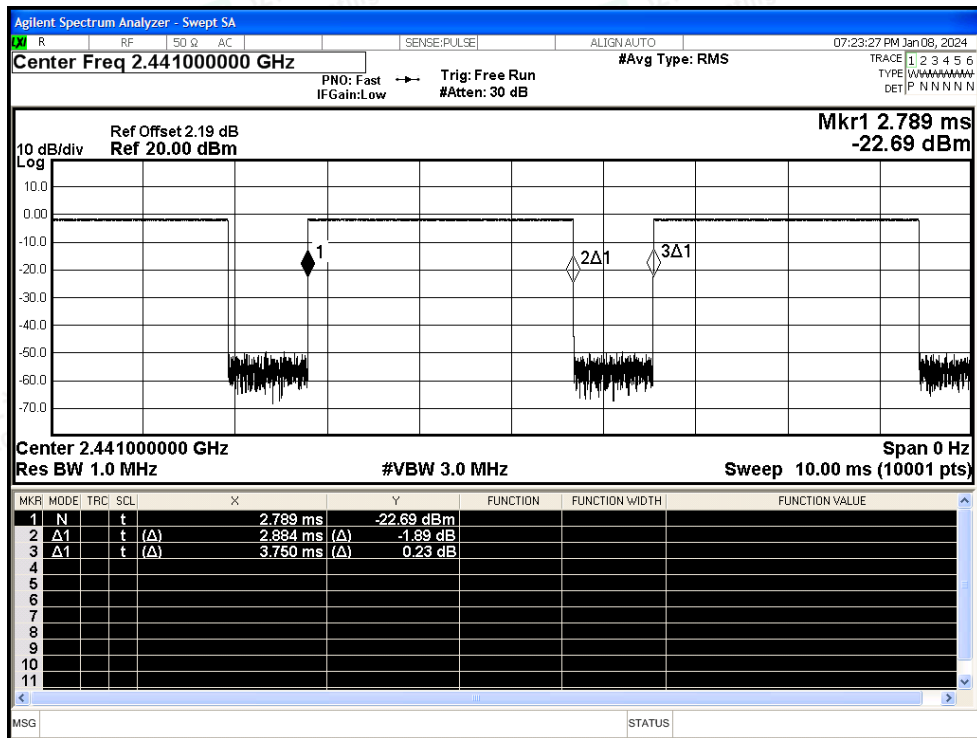 Agilent Spectrum Analyzer - Swept SA
LXI R RF 50 Ω AC SENSE:PULSE ALIGN AUTO 07:23:27 PM Jan 08, 2024
Center Freq 2.441000000 GHz #Avg Type: RMS TRACE 1 2 3 4 5 6
PNO: Fast Trig: Free Run TYPE W
IFGain:Low #Atten: 30 dB DET P N N N N N
Mkr1 2.789 ms
Ref Offset 2.19 dB
10 dB/div Ref 20.00 dBm -22.69 dBm
Log
10.0
0.00
-10.0
1 2Δ1 3Δ1
-20.0
-30.0
-40.0
-50.0
-60.0
-70.0
Center 2.441000000 GHz Span 0 Hz
Res BW 1.0 MHz #VBW 3.0 MHz Sweep 10.00 ms (10001 pts)
MKR MODE TRC SCL X Y FUNCTION FUNCTION WIDTH FUNCTION VALUE
1 N t 2.789 ms -22.69 dBm
2 Δ1 t (Δ) 2.884 ms (Δ) -1.89 dB
3 Δ1 t (Δ) 3.750 ms (Δ) 0.23 dB
4
5
6
7
8
9
10
11
MSG STATUS